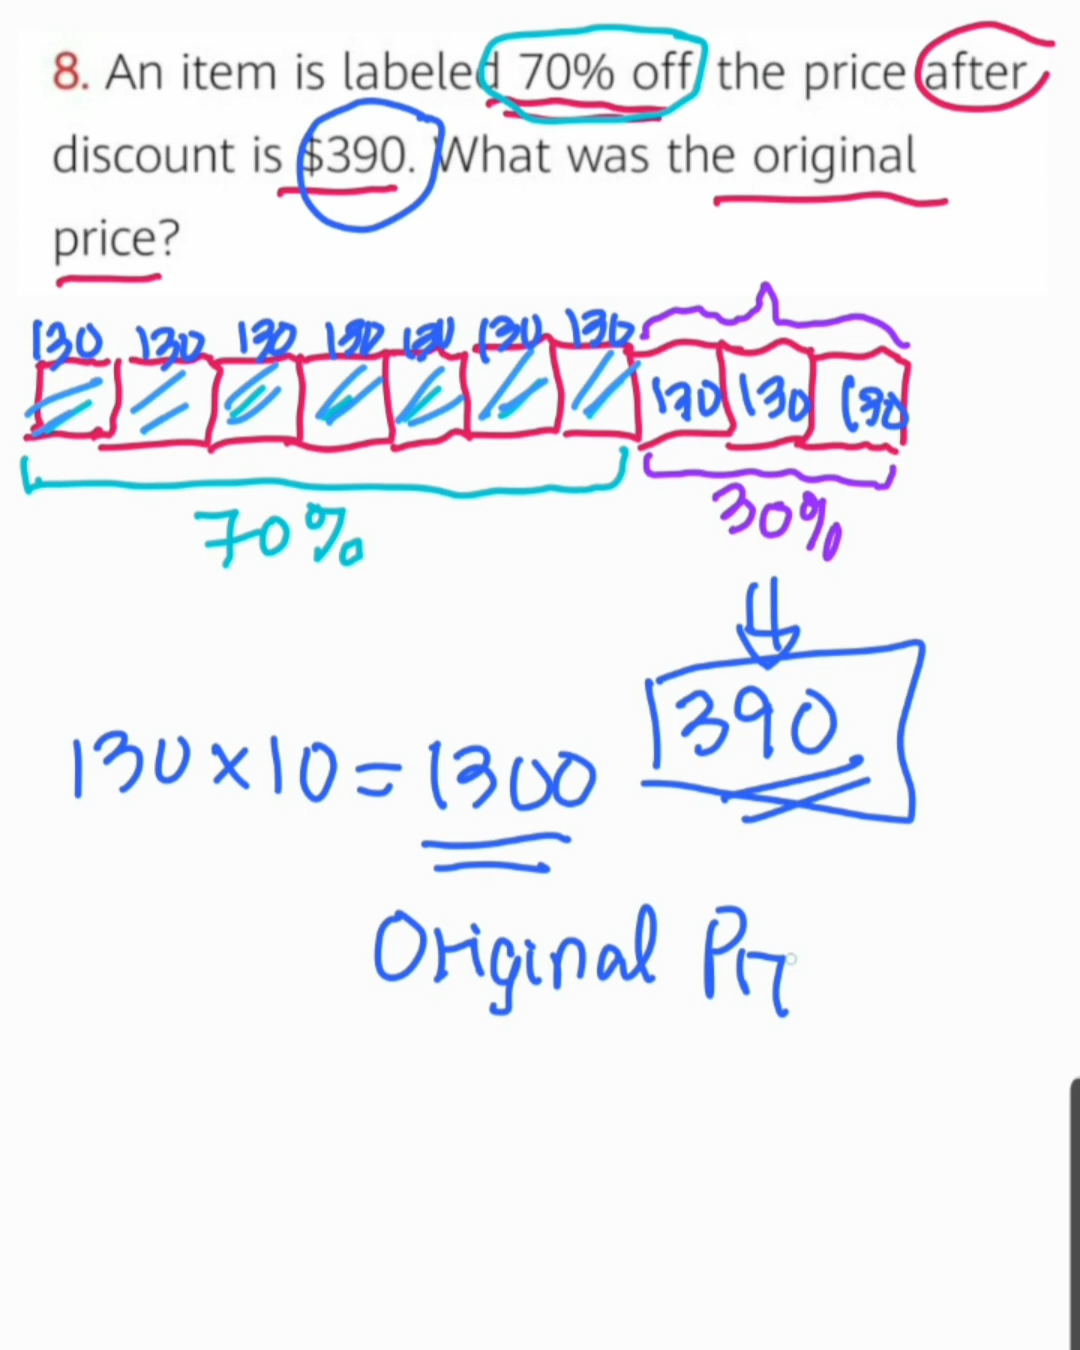 8. An item is labeled 70% off the price after
discount is $390. What was the original
price?
130 130 130 130 130 130 130
130 130 130
70% 30%
390
130 x 10 = 1300
Original Pri